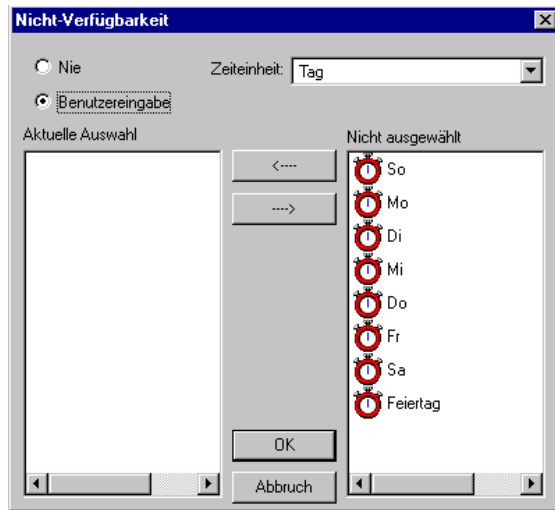 Nicht-Verfügbarkeit
Nie
Zeiteinheit: Tag
Benutzereingabe
Aktuelle Auswahl
Nicht ausgewählt
<----
---->
So
Mo
Di
Mi
Do
Fr
Sa
Feiertag
OK
Abbruch